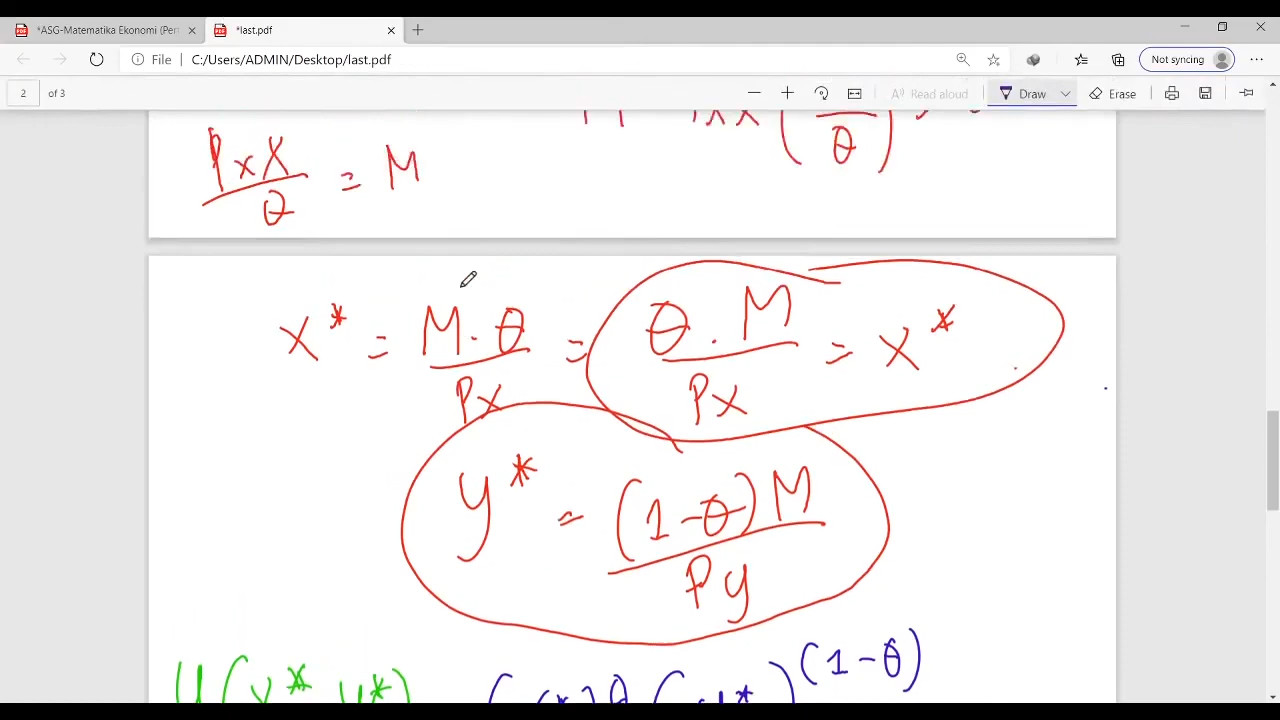 *ASG-Matematika Ekonomi (Per
*last.pdf
File C:/Users/ADMIN/Desktop/last.pdf Not syncing
2 of 3 Read aloud Draw Erase
PxX/θ = M
θ
x* = M.θ/Px = θ.M/Px = x*
y* = (1-θ)M/Py
U(x* y*) (1-θ)